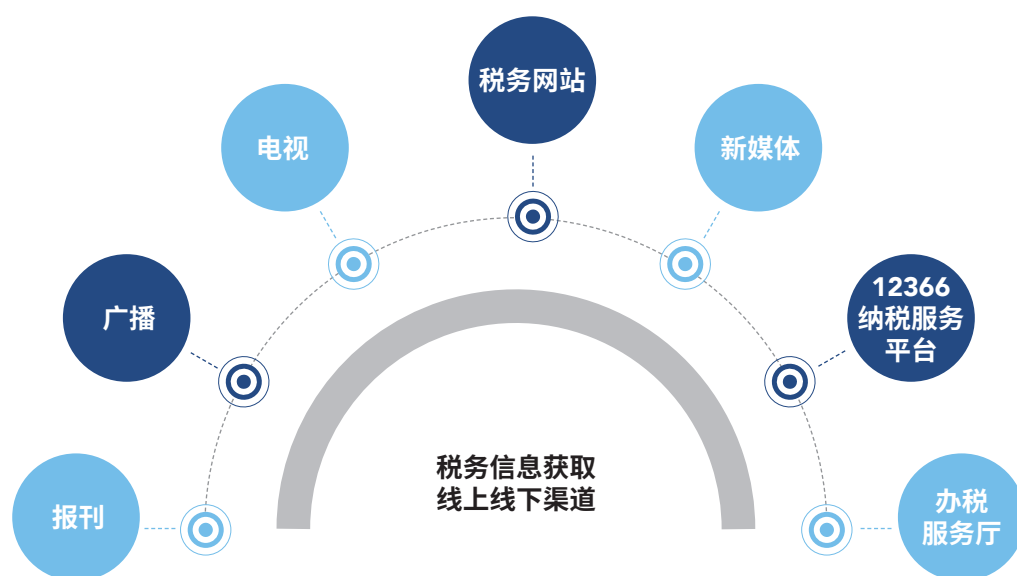 税务网站
电视
新媒体
广播
12366
纳税服务
平台
税务信息获取
线上线下渠道
报刊
办税
服务厅